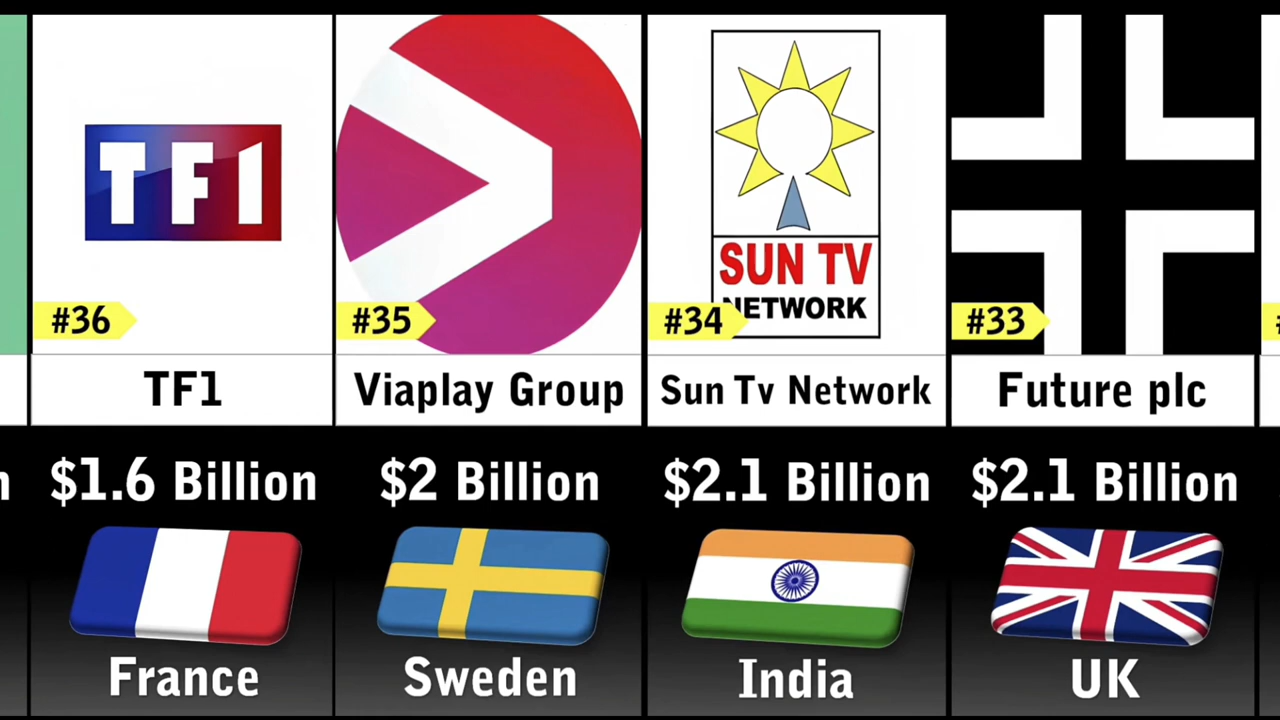 TF1
#36
TF1
$1.6 Billion
France
#35
Viaplay Group
$2 Billion
Sweden
SUN TV
NETWORK
#34
Sun Tv Network
$2.1 Billion
India
#33
Future plc
$2.1 Billion
UK